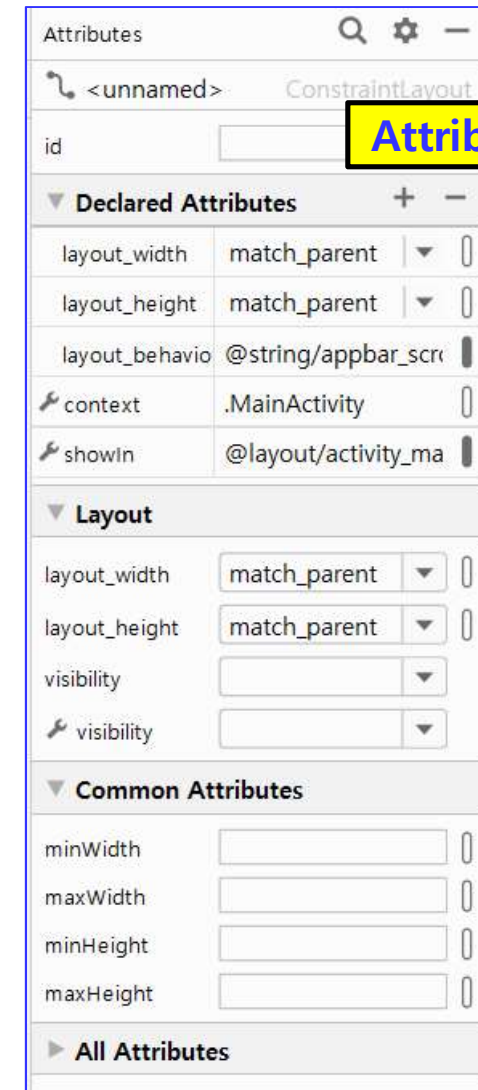 Attributes
<unnamed> ConstraintLayout
id
Attrib
Declared Attributes
layout_width match_parent
layout_height match_parent
layout_behavio @string/appbar_scr
context .MainActivity
showIn @layout/activity_ma
Layout
layout_width match_parent
layout_height match_parent
visibility
visibility
Common Attributes
minWidth
maxWidth
minHeight
maxHeight
All Attributes